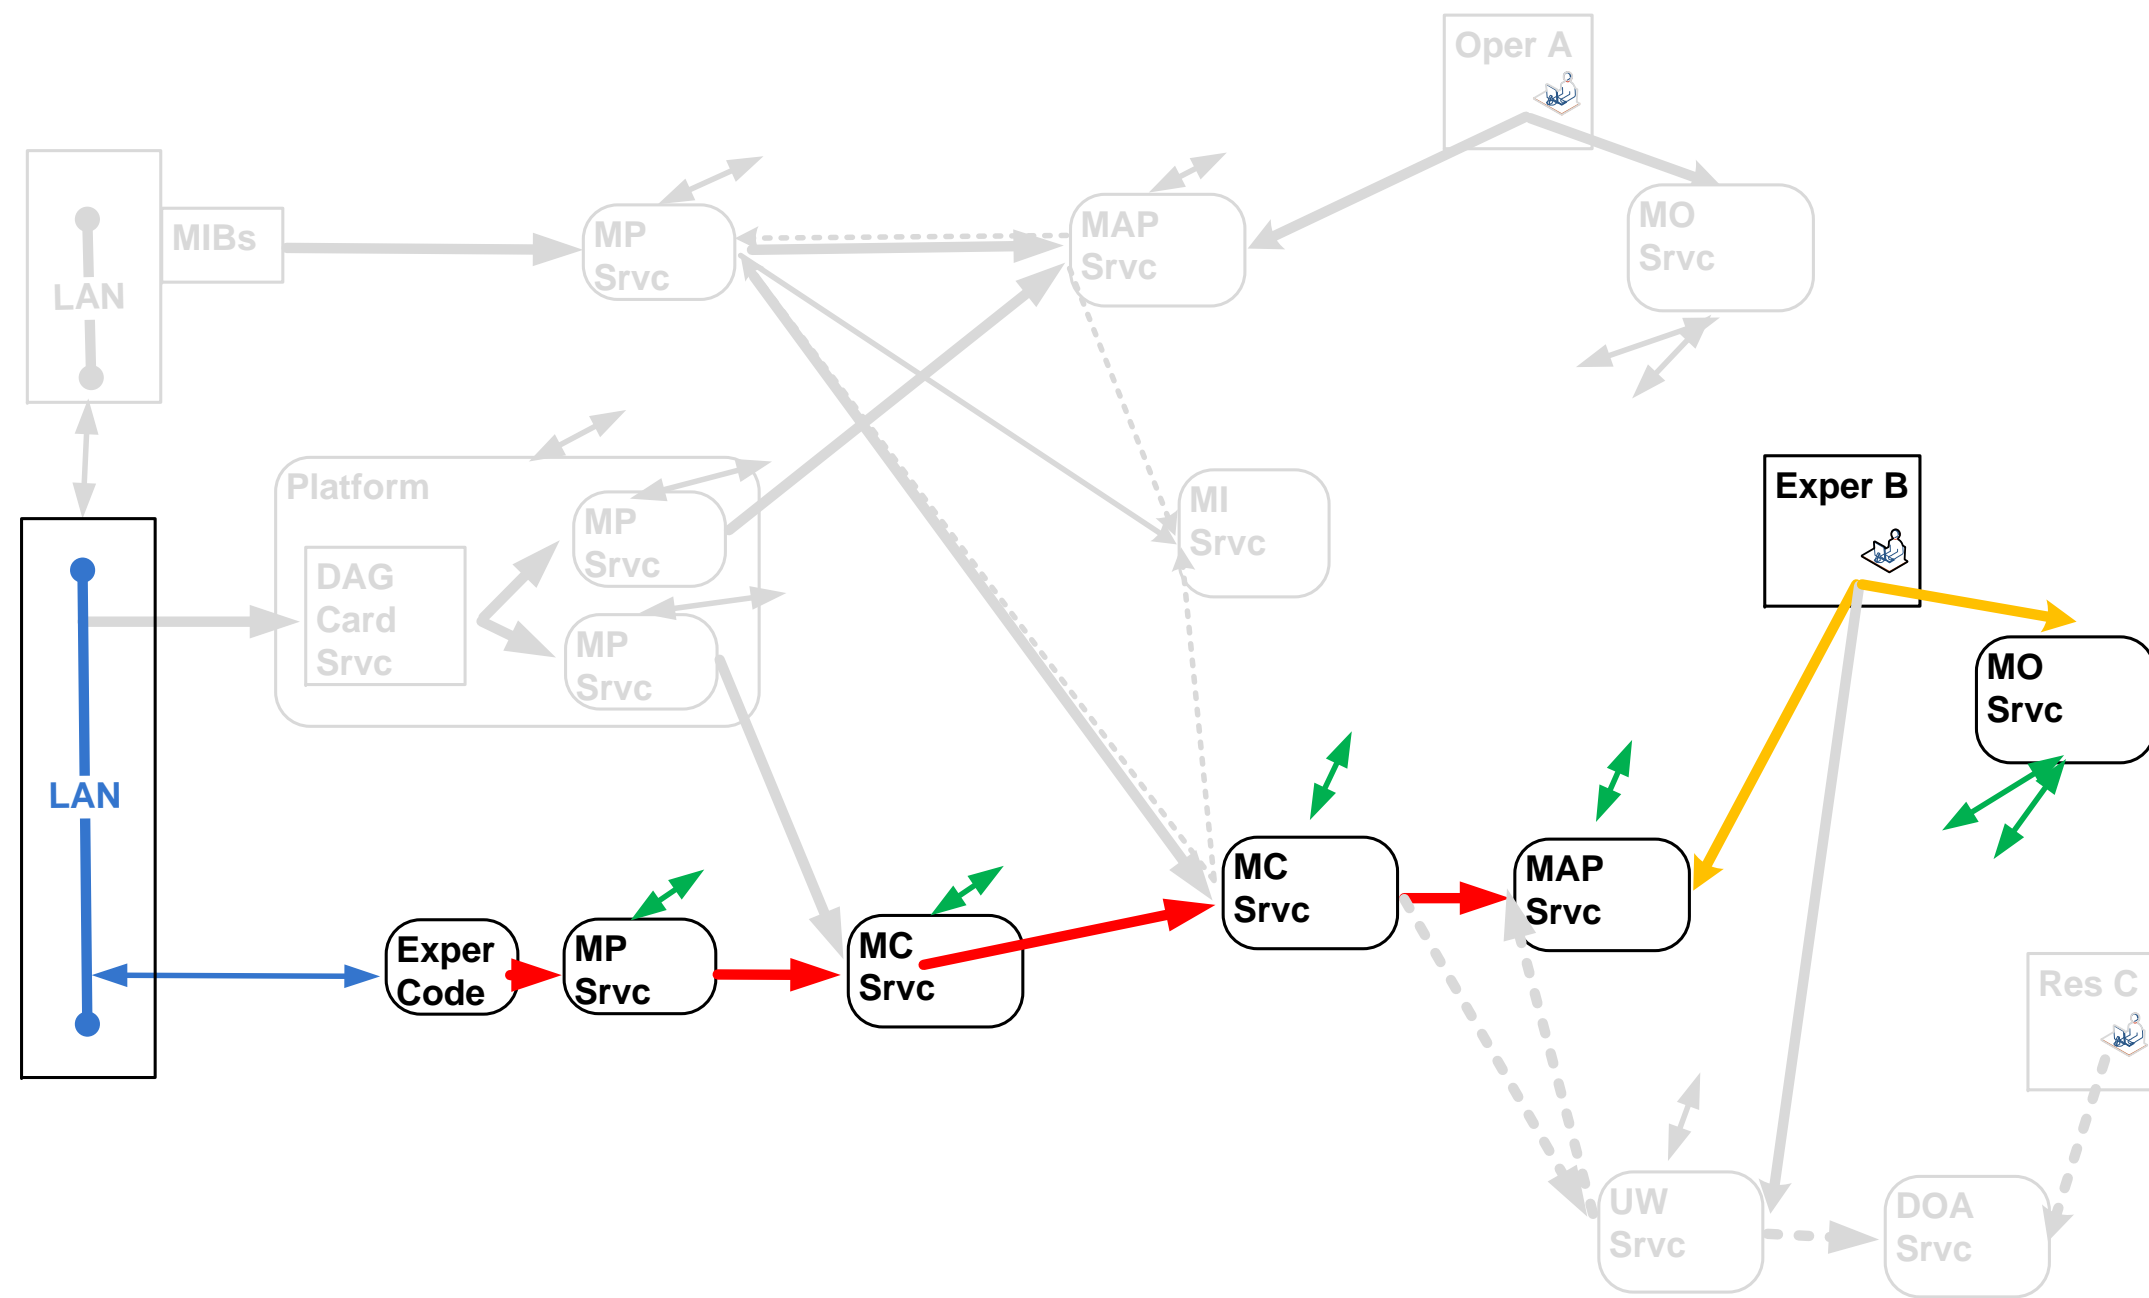 Oper A
MIBs
MP
Srvc
MAP
Srvc
MO
Srvc
LAN
Platform
MP
Srvc
MI
Srvc
Exper B
DAG
Card
Srvc
MP
Srvc
MO
Srvc
LAN
MC
Srvc
MAP
Srvc
Exper
Code
MP
Srvc
MC
Srvc
Res C
UW
Srvc
DOA
Srvc